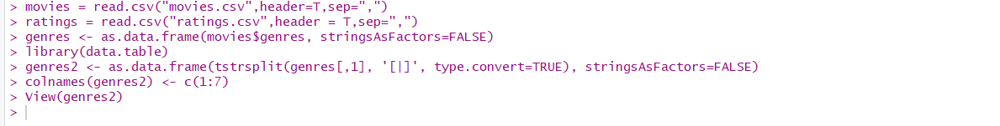 > movies = read.csv("movies.csv",header=T,sep=",")
> ratings = read.csv("ratings.csv",header = T,sep=",")
> genres <- as.data.frame(movies$genres, stringsAsFactors=FALSE)
> library(data.table)
> genres2 <- as.data.frame(tstrsplit(genres[,1], '[|]', type.convert=TRUE), stringsAsFactors=FALSE)
> colnames(genres2) <- c(1:7)
> View(genres2)
>